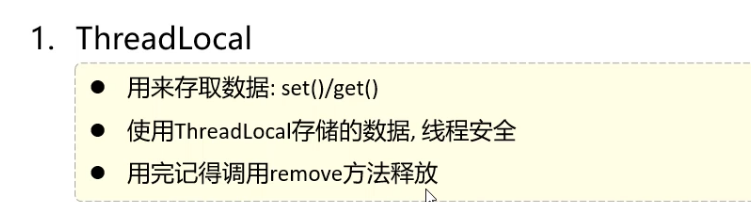 1. ThreadLocal
● 用来存取数据: set()/get()
● 使用ThreadLocal存储的数据, 线程安全
● 用完记得调用remove方法释放